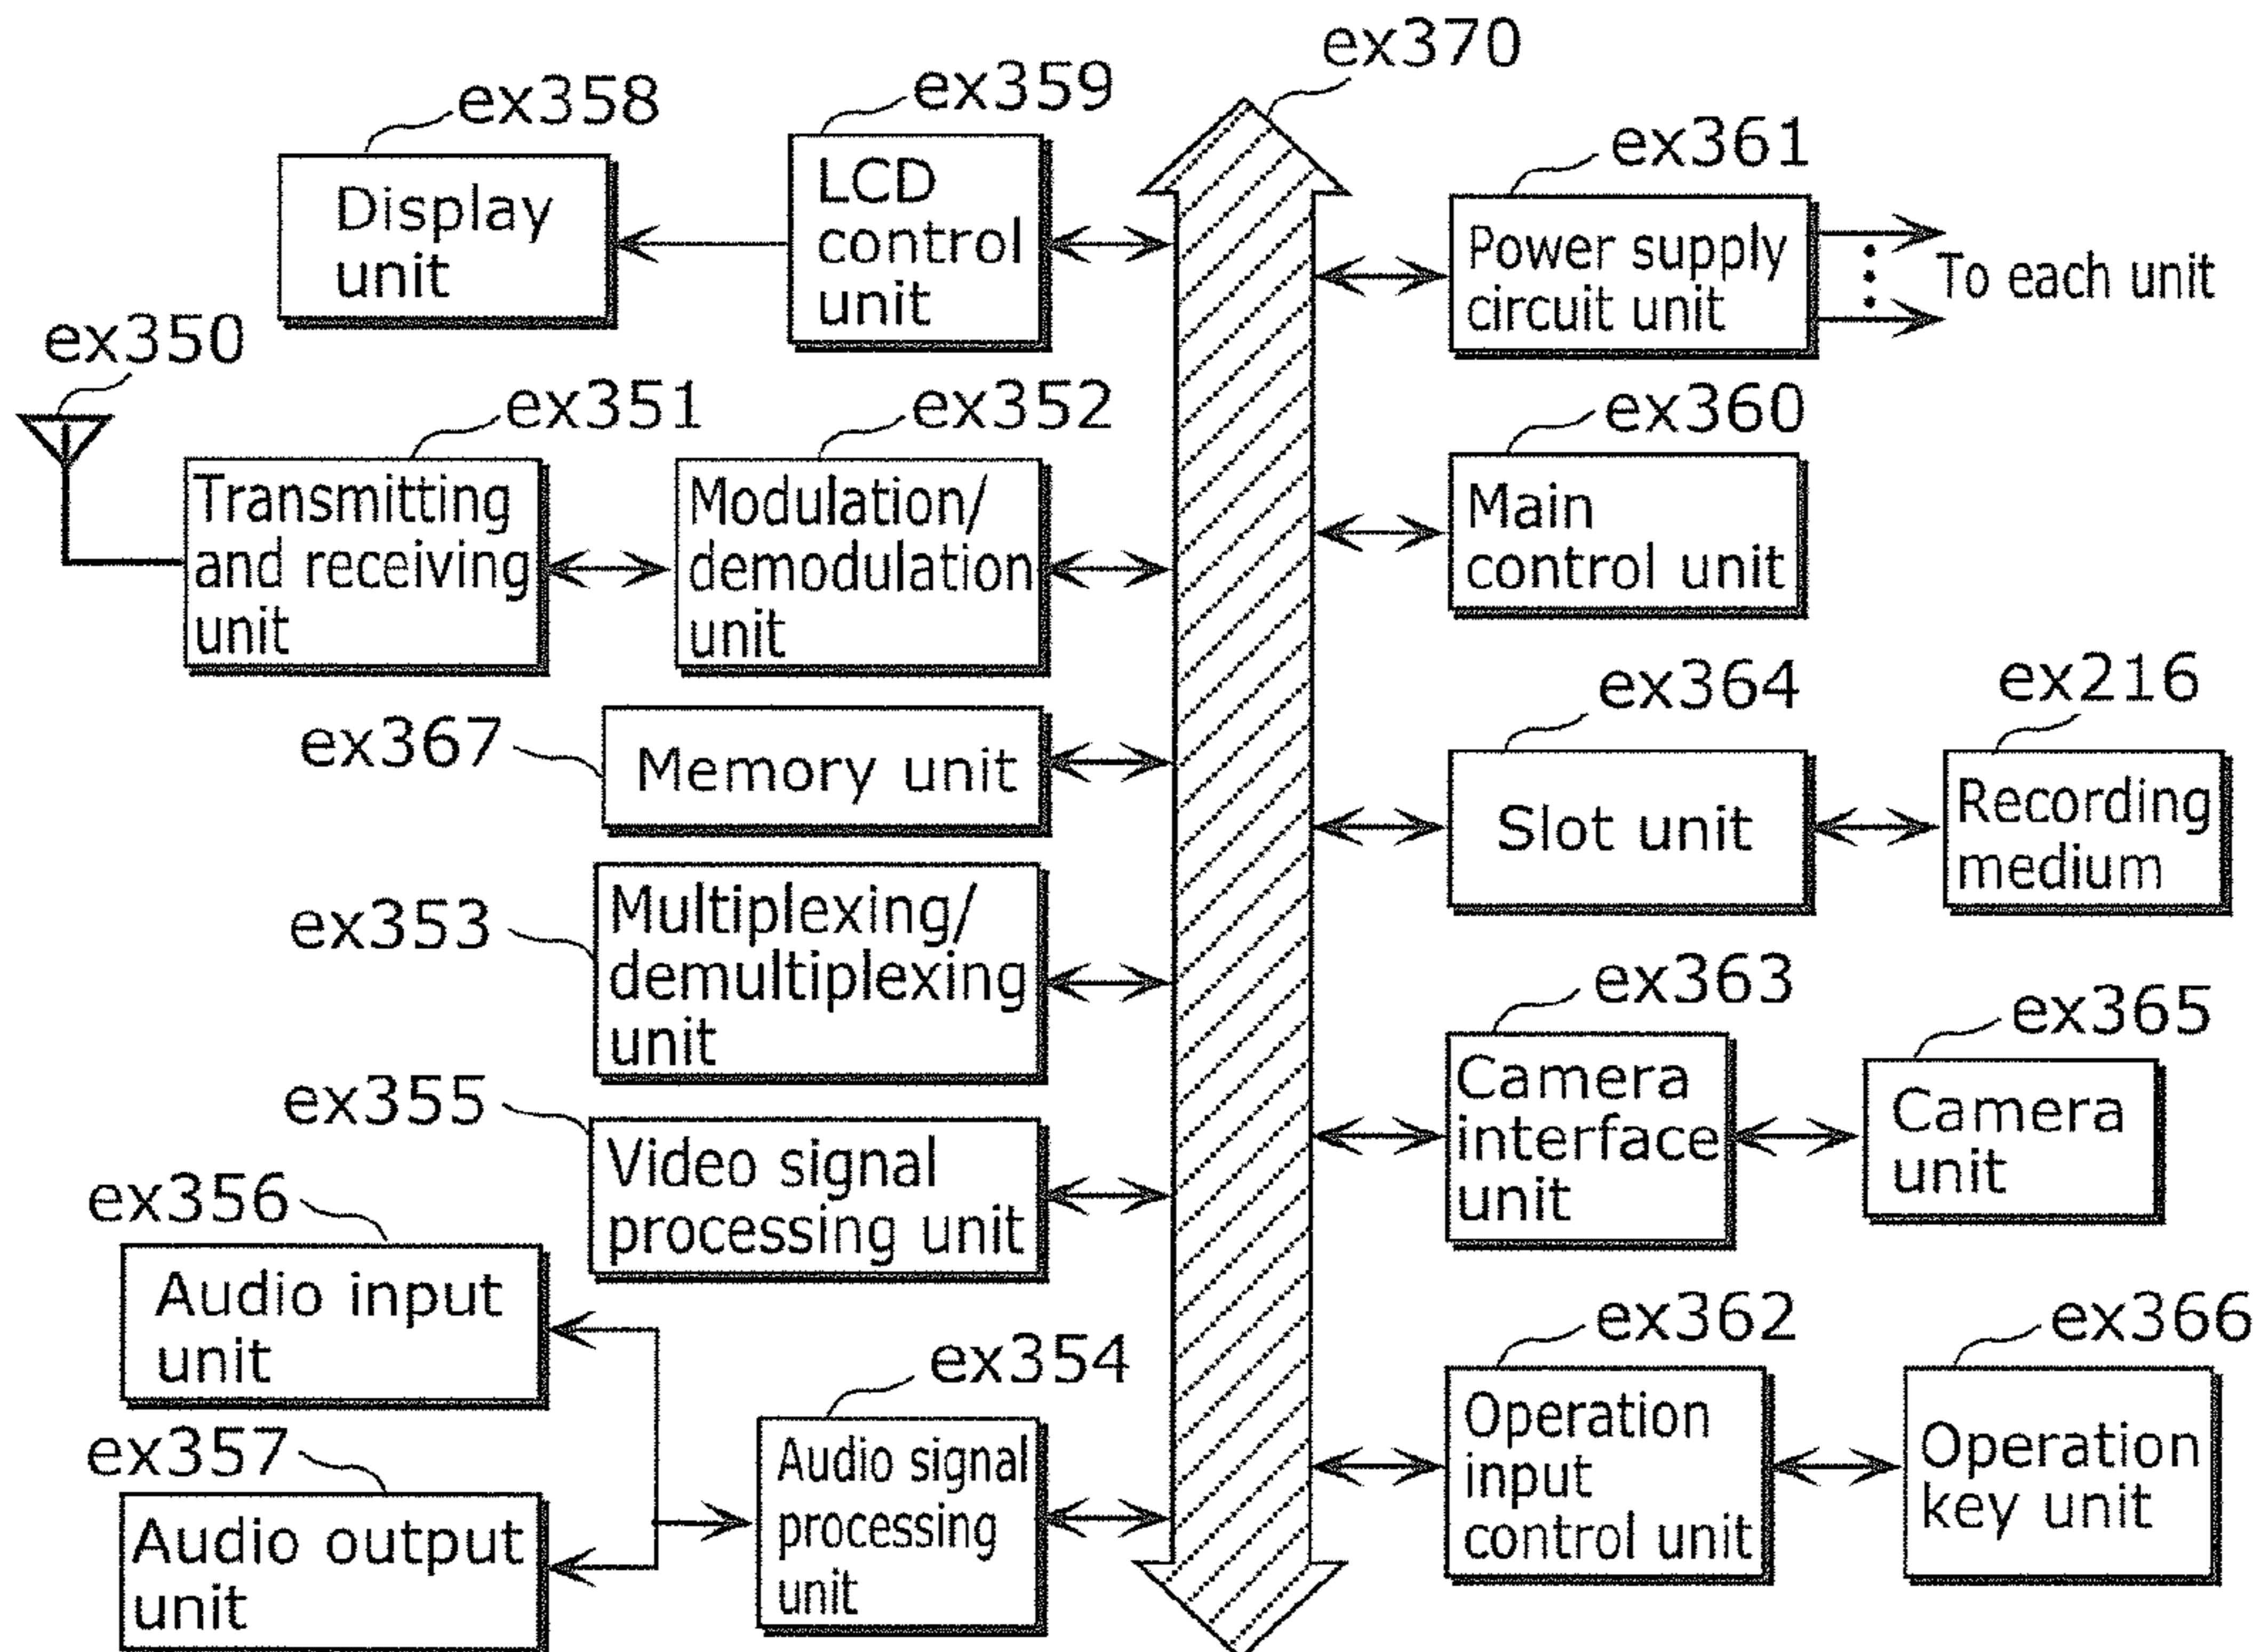 ex370
ex358
ex359
ex361
Display
unit
LCD
control
unit
Power supply
circuit unit
To each unit
ex350
ex351
ex352
ex360
Transmitting
and receiving
unit
Modulation/
demodulation
unit
Main
control unit
ex364
ex216
ex367
Memory unit
Slot unit
Recording
medium
ex353
Multiplexing/
demultiplexing
unit
ex363
ex365
Camera
interface
unit
Camera
unit
ex355
Video signal
processing unit
ex356
Audio input
unit
ex362
ex366
ex354
Operation
input
control unit
Operation
key unit
ex357
Audio output
unit
Audio signal
processing
unit